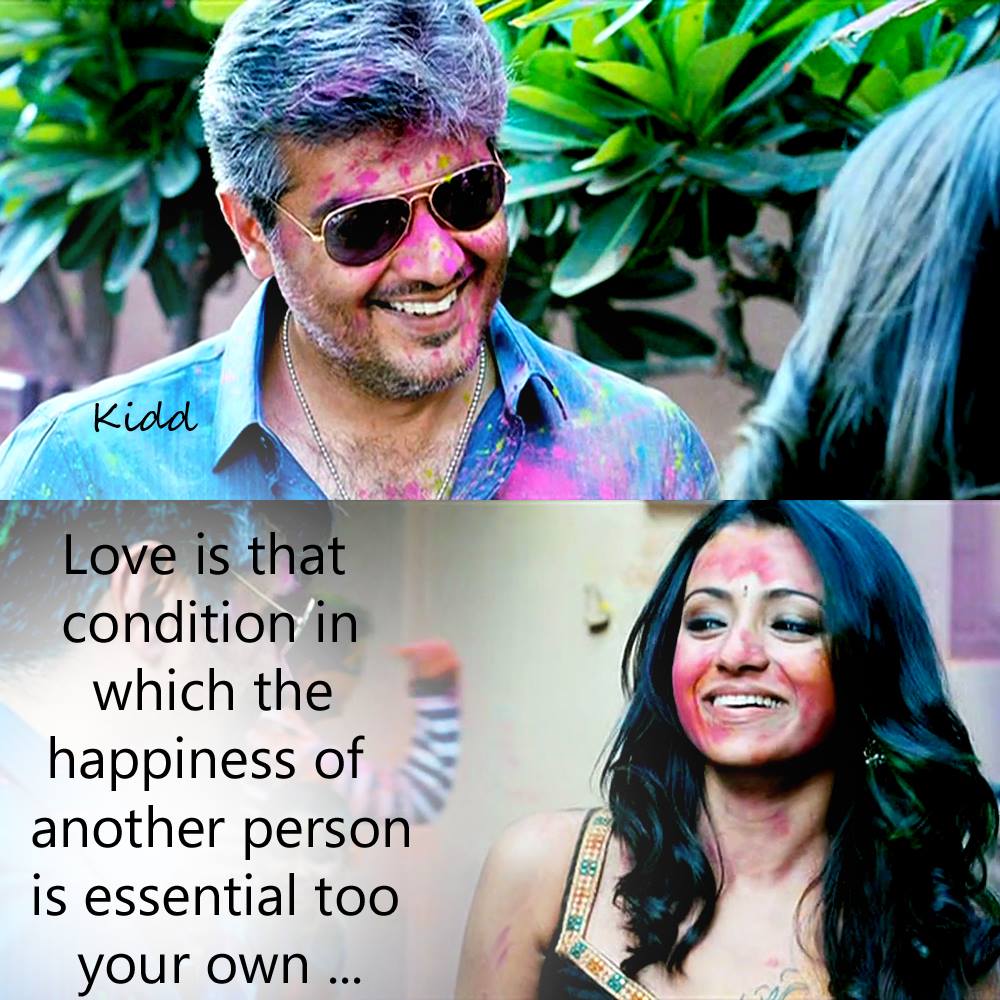 Kidd
Love is that
condition in
which the
happiness of
another person
is essential too
your own ...